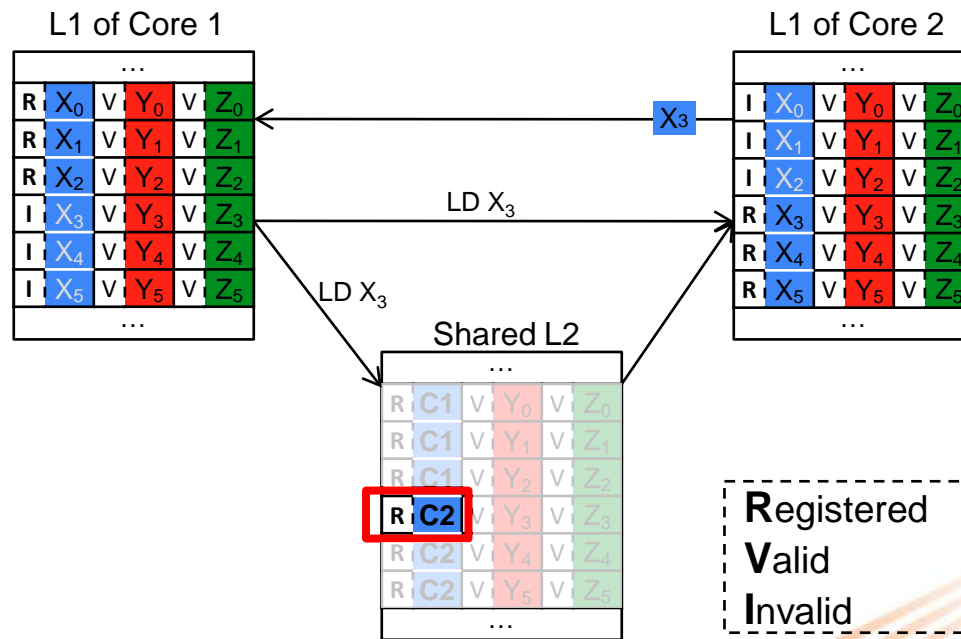 L1 of Core 1
...
R X₀ V Y₀ V Z₀
R X₁ V Y₁ V Z₁
R X₂ V Y₂ V Z₂
I X₃ V Y₃ V Z₃
I X₄ V Y₄ V Z₄
I X₅ V Y₅ V Z₅
...
L1 of Core 2
...
I X₀ V Y₀ V Z₀
I X₁ V Y₁ V Z₁
I X₂ V Y₂ V Z₂
R X₃ V Y₃ V Z₃
R X₄ V Y₄ V Z₄
R X₅ V Y₅ V Z₅
...
X₃
LD X₃
LD X₃
Shared L2
...
R C1 V Y₀ V Z₀
R C1 V Y₁ V Z₁
R C1 V Y₂ V Z₂
R C2 V Y₃ V Z₃
R C2 V Y₄ V Z₄
R C2 V Y₅ V Z₅
...
Registered
Valid
Invalid